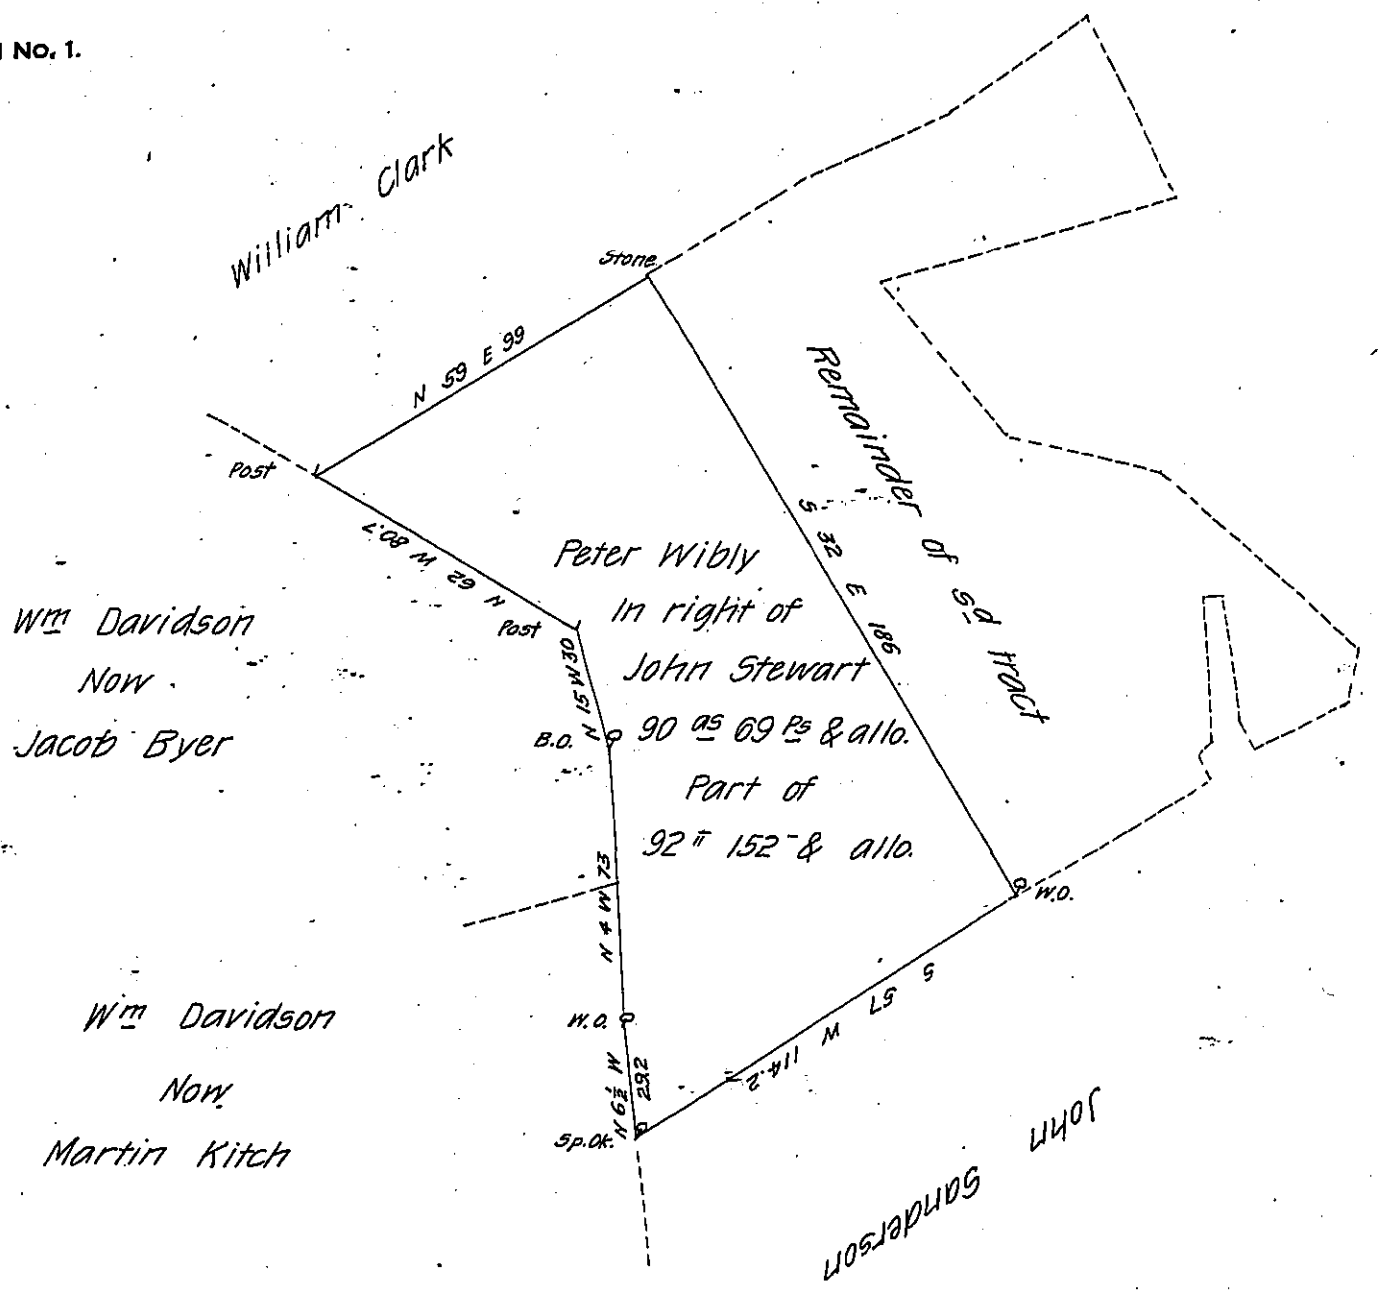 No. 1.
William Clark
Stone
N 59 E 99
Post
N 62 W 80.7
Post
Remainder of sd tract
S 32 E 186
Peter Wibly
In right of
John Stewart
90 as 69 Ps & allo.
Part of
92 " 152 - & allo.
Wm Davidson
Now
Jacob Byer
N 15 W 30
B.O.
N 4 W 73
W.O.
W.O.
S 57 W 114.2
N 6½ W 29.2
Sp.Ok.
Wm Davidson
Now
Martin Kitch
John Sanderson